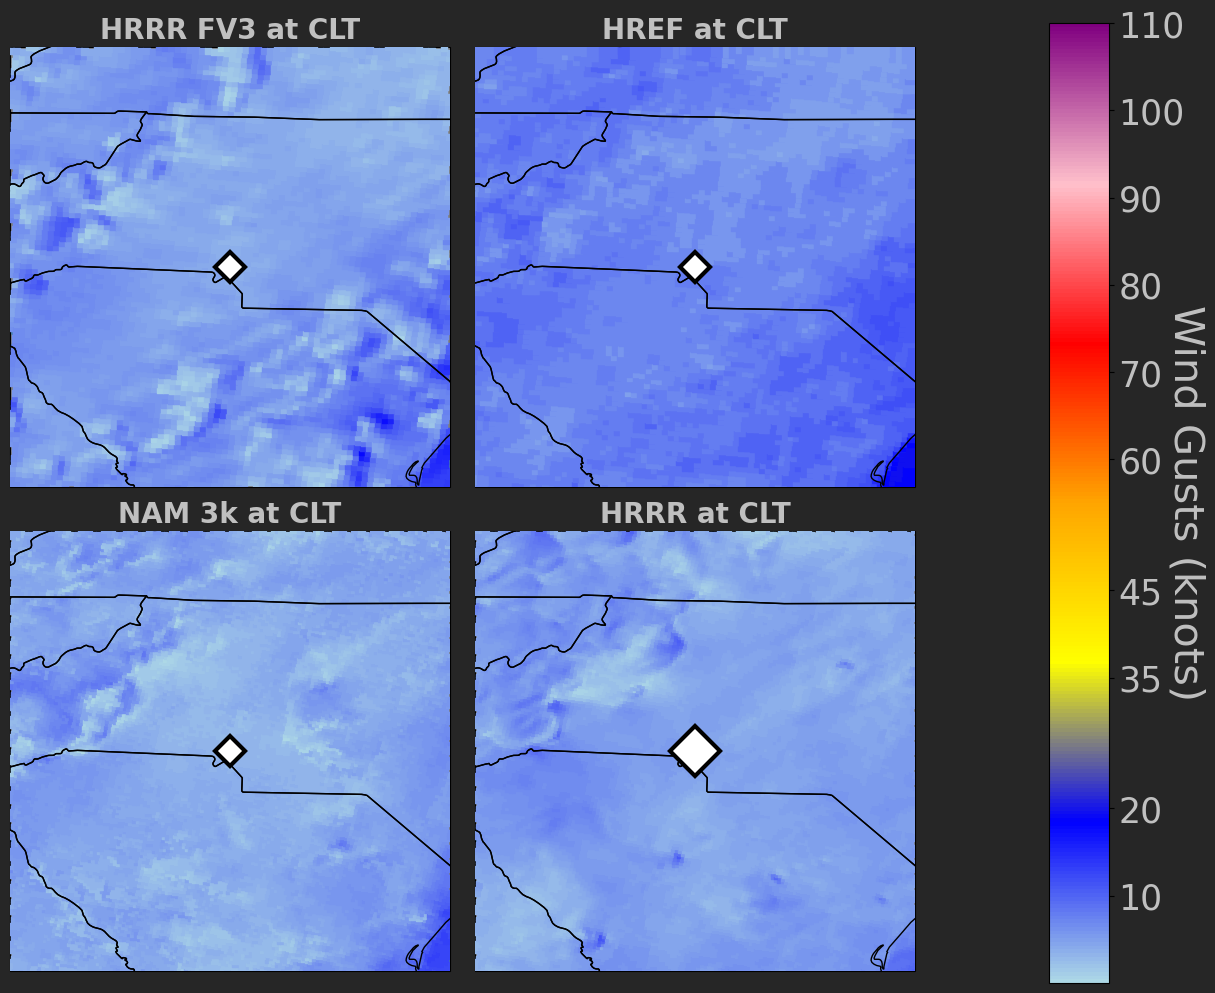 HRRR FV3 at CLT
HREF at CLT
NAM 3k at CLT
HRRR at CLT
110
100
90
80
70
60
45
35
20
10
Wind Gusts (knots)